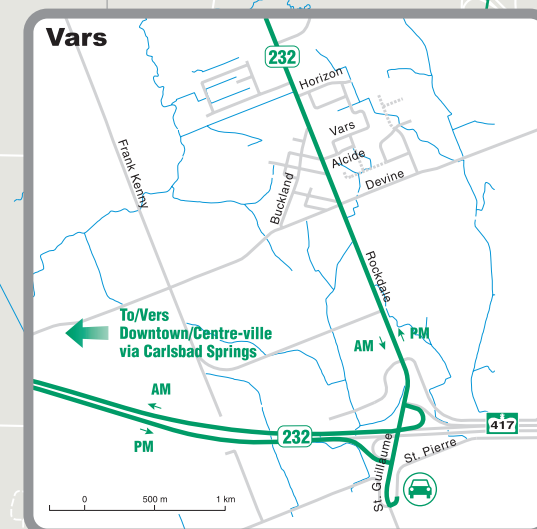 Vars
232
Horizon
Vars
Alcide
Devine
Buckland
Frank Kenny
Rockdale
To/Vers
Downtown/Centre-ville
via Carlsbad Springs
AM
PM
AM
PM
232
417
St. Guillaume
St. Pierre
0 500 m 1 km